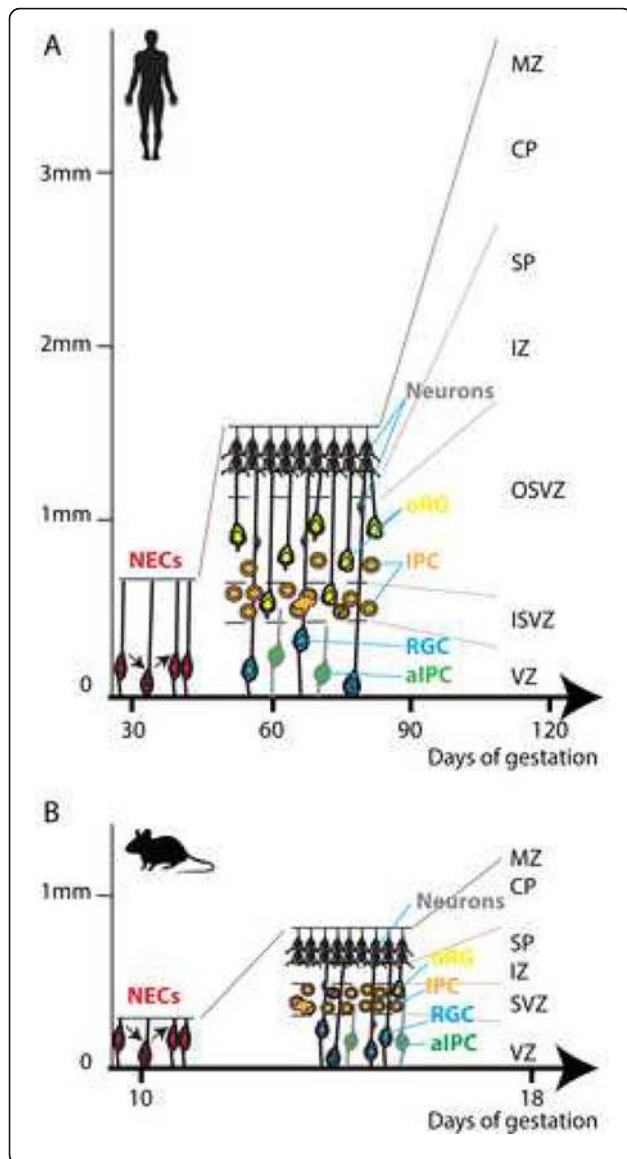 A
MZ
CP
3mm
SP
2mm
IZ
Neurons
OSVZ
1mm
oRG
NECs
IPC
ISVZ
RGC
aIPC
VZ
0
30 60 90 120
Days of gestation
B
MZ
1mm
CP
Neurons
SP
oRG
IZ
NECs
IPC
SVZ
RGC
aIPC
VZ
0
10 18
Days of gestation